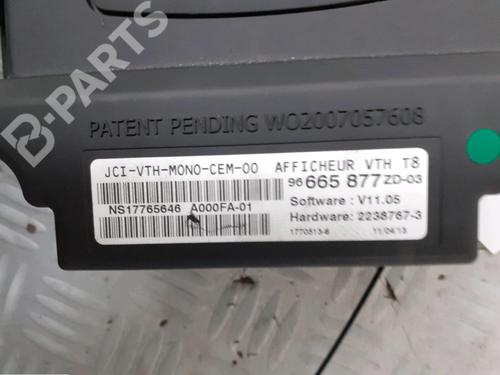 B-PARTS
PATENT PENDING WO2007057608
JCI-VTH-MONO-CEM-00 AFFICHEUR VTH T8
96 665 877 ZD-03
NS17765646 A000FA-01
Software : V11.05
Hardware: 2238767-3
1770513-6 11/04/13